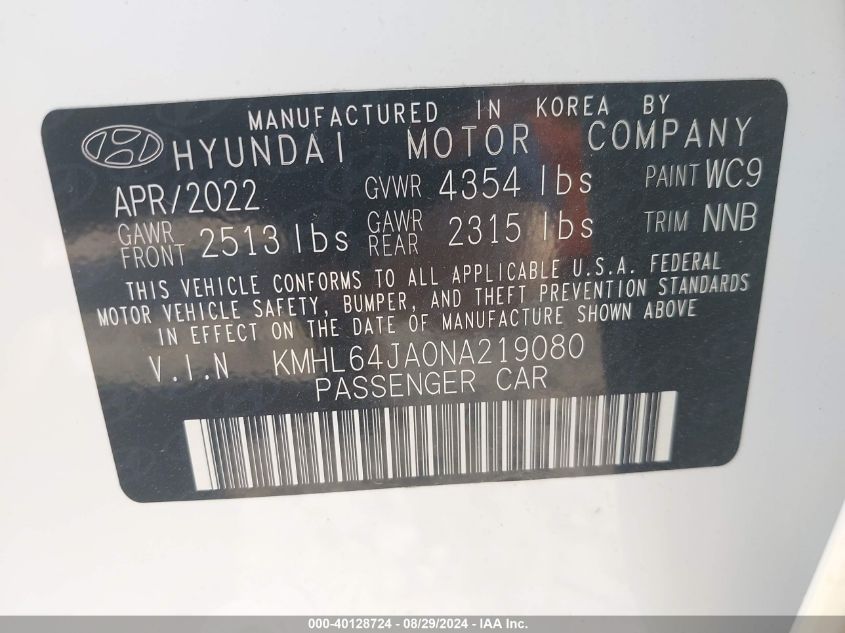 MANUFACTURED IN KOREA BY
HYUNDAI MOTOR COMPANY
APR/2022 GVWR 4354 lbs PAINT WC9
GAWR FRONT 2513 lbs GAWR REAR 2315 lbs TRIM NNB
THIS VEHICLE CONFORMS TO ALL APPLICABLE U.S.A. FEDERAL
MOTOR VEHICLE SAFETY, BUMPER, AND THEFT PREVENTION STANDARDS
IN EFFECT ON THE DATE OF MANUFACTURE SHOWN ABOVE
V.I.N KMHL64JA0NA219080
PASSENGER CAR
000-40128724 - 08/29/2024 - IAA Inc.